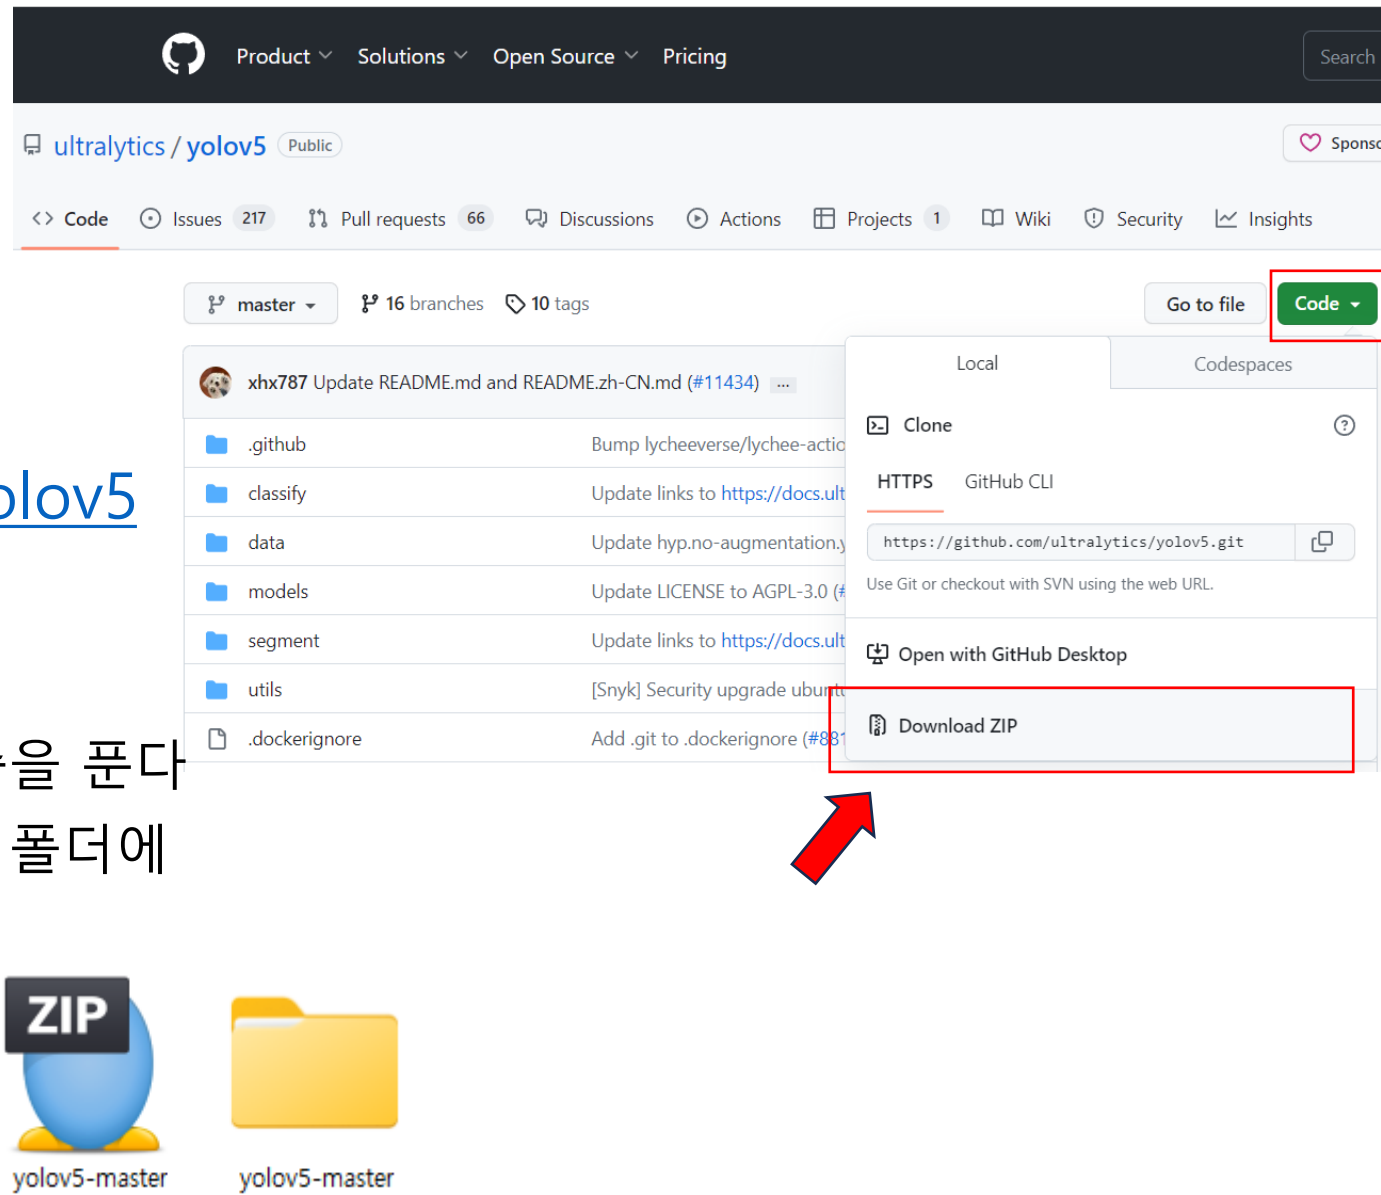 Product Solutions Open Source Pricing Search
ultralytics / yolov5 Public
Code Issues 217 Pull requests 66 Discussions Actions Projects 1 Wiki Security Insights
master 16 branches 10 tags Go to file Code
Local Codespaces
xhx787 Update README.md and README.zh-CN.md (#11434) ...
Clone
.github Bump lycheeverse/lychee-actio
HTTPS GitHub CLI
classify Update links to https://docs.ult
olov5
https://github.com/ultralytics/yolov5.git
data Update hyp.no-augmentation.y
Use Git or checkout with SVN using the web URL.
models Update LICENSE to AGPL-3.0 (#
segment Update links to https://docs.ult
Open with GitHub Desktop
utils [Snyk] Security upgrade ubuntu
Download ZIP
.dockerignore Add .git to .dockerignore (#881
을 푼다
폴더에
ZIP
yolov5-master yolov5-master